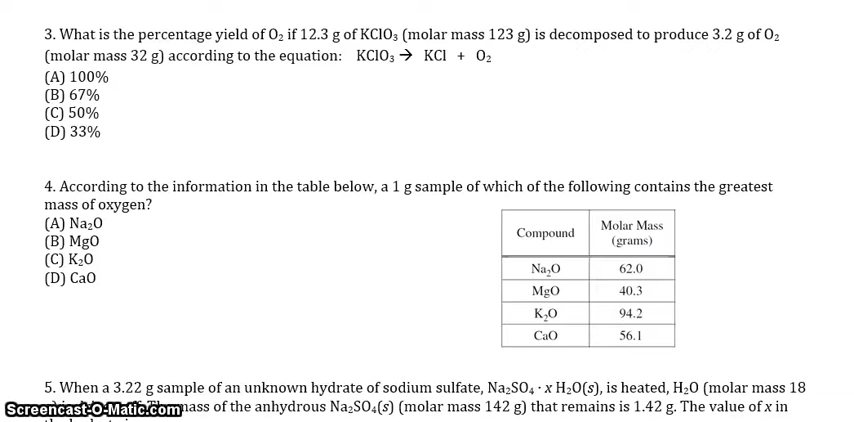 3. What is the percentage yield of O₂ if 12.3 g of KClO₃ (molar mass 123 g) is decomposed to produce 3.2 g of O₂
(molar mass 32 g) according to the equation: KClO₃ → KCl + O₂
(A) 100%
(B) 67%
(C) 50%
(D) 33%
4. According to the information in the table below, a 1 g sample of which of the following contains the greatest
mass of oxygen?
(A) Na₂O
(B) MgO
(C) K₂O
(D) CaO
Compound Molar Mass (grams)
Na₂O 62.0
MgO 40.3
K₂O 94.2
CaO 56.1
5. When a 3.22 g sample of an unknown hydrate of sodium sulfate, Na₂SO₄ · x H₂O(s), is heated, H₂O (molar mass 18
mass of the anhydrous Na₂SO₄(s) (molar mass 142 g) that remains is 1.42 g. The value of x in
Screencast-O-Matic.com